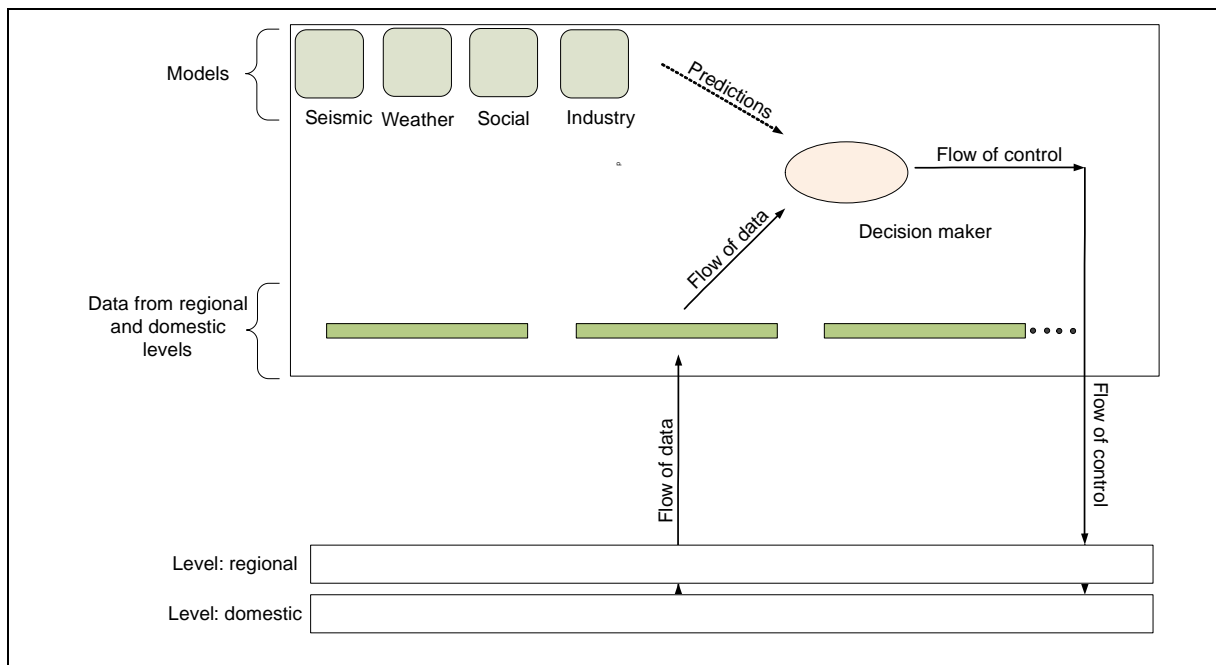 Models
Seismic
Weather
Social
Industry
Predictions
Flow of control
Decision maker
Flow of data
Data from regional
and domestic
levels
Flow of data
Flow of control
Level: regional
Level: domestic